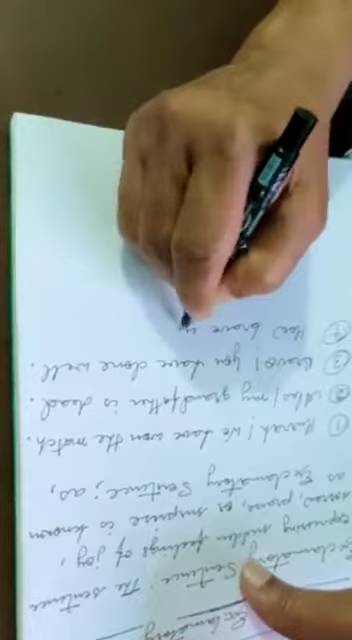 Exclamatory
Exclamatory Sentence: The sentence
expressing sudden feelings of joy,
sorrow, praise, or surprise is known
as Exclamatory Sentence; as,
① Hurrah! We have won the match.
② Alas! my grandfather is dead.
③ Bravo! you have done well.
④ How brave